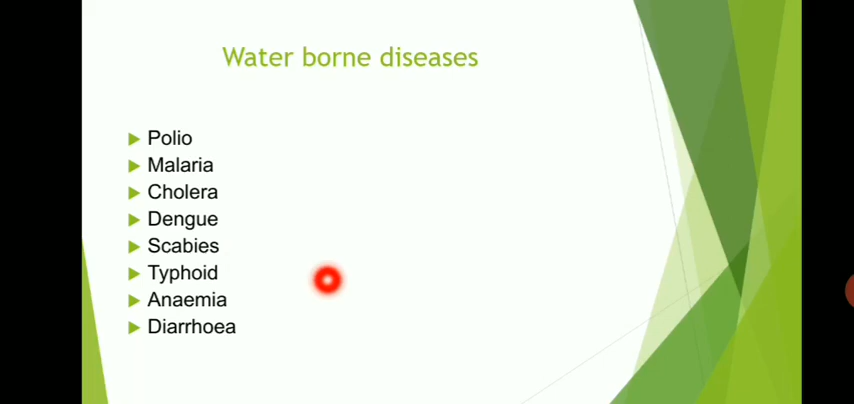 Water borne diseases
Polio
Malaria
Cholera
Dengue
Scabies
Typhoid
Anaemia
Diarrhoea